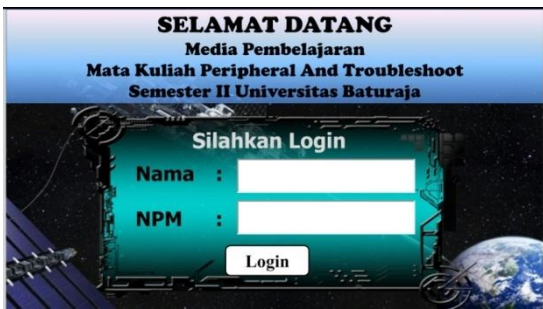 SELAMAT DATANG
Media Pembelajaran
Mata Kuliah Peripheral And Troubleshoot
Semester II Universitas Baturaja
Silahkan Login
Nama :
NPM :
Login